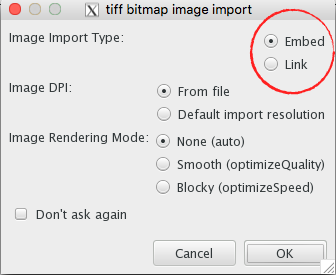 tiff bitmap image import
Image Import Type:
Embed
Link
Image DPI:
From file
Default import resolution
Image Rendering Mode:
None (auto)
Smooth (optimizeQuality)
Blocky (optimizeSpeed)
Don't ask again
Cancel
OK